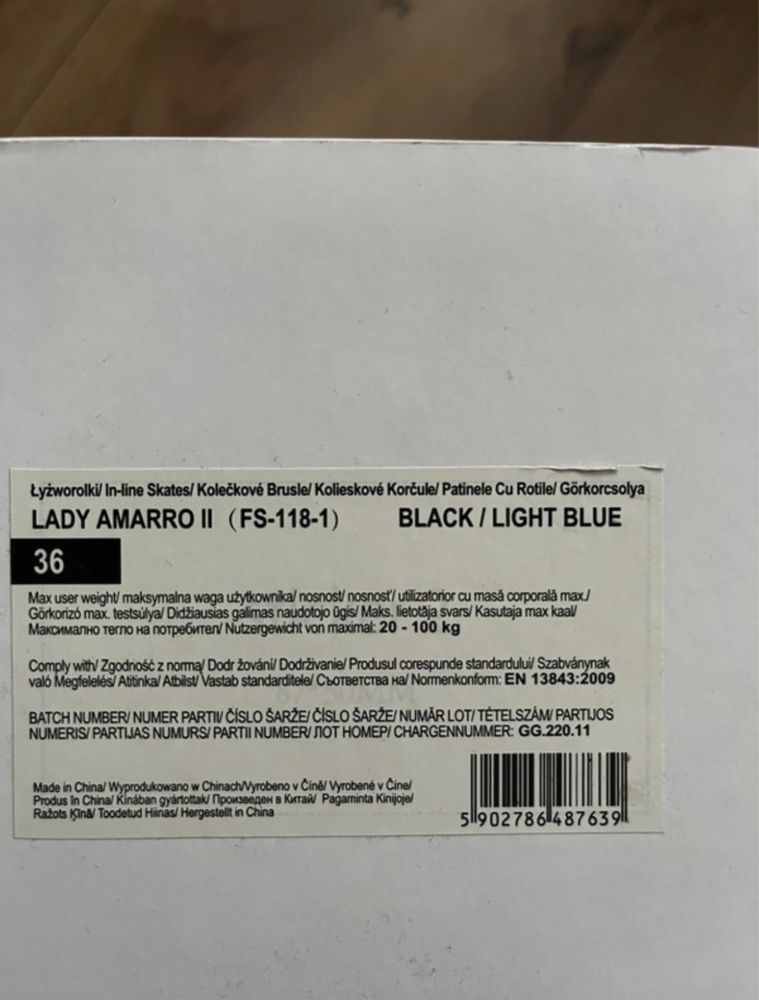 Łyżworolki/ In-line Skates/ Kolečkové Brusle/ Kolieskové Korčule/ Patinele Cu Rotile/ Görkorcsolya
LADY AMARRO II (FS-118-1) BLACK / LIGHT BLUE
36
Max user weight/ maksymalna waga użytkownika/ nosnost/ nosnosť/ utilizatorior cu masă corporală max./
Görkorizó max. testsúlya/ Didžiausias galimas naudotojo ūgis/ Maks. lietotāja svars/ Kasutaja max kaal/
Максимално тегло на потребител/ Nutzergewicht von maximal: 20 - 100 kg
Comply with/ Zgodność z normą/ Dodr žování/ Dodrživanie/ Produsul corespunde standardului/ Szabványnak
való Megfelelés/ Atitinka/ Atbilst/ Vastab standarditele/ Съответства на/ Normenkonform: EN 13843:2009
BATCH NUMBER/ NUMER PARTII/ ČÍSLO ŠARŽE/ ČÍSLO ŠARŽE/ NUMĂR LOT/ TÉTELSZÁM/ PARTIJOS
NUMERIS/ PARTIJAS NUMURS/ PARTII NUMBER/ ЛОТ НОМЕР/ CHARGENNUMMER: GG.220.11
Made in China/ Wyprodukowano w Chinach/Vyrobeno v Číně/ Vyrobené v Číne/
Produs în China/ Kínában gyártottak/ Произведен в Китай/ Pagaminta Kinijoje/
Ražots Ķīnā/ Toodetud Hiinas/ Hergestellt in China
5 902786 487639